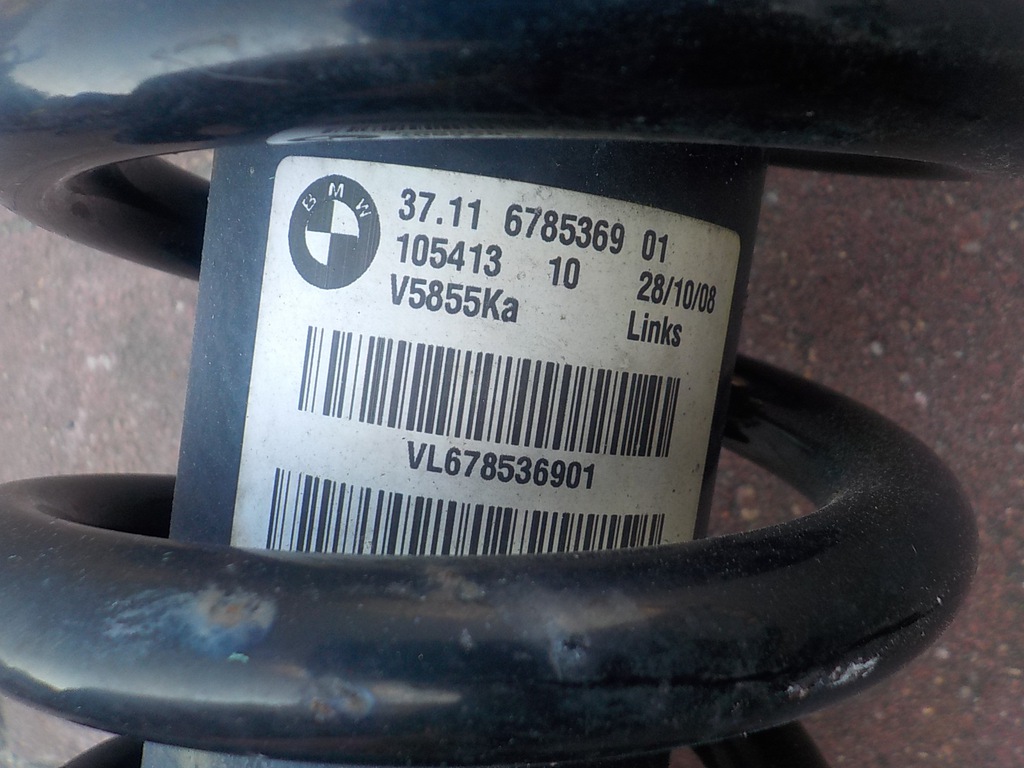 BMW
37.11 6785369 01
105413 10 28/10/08
V5855Ka Links
VL678536901